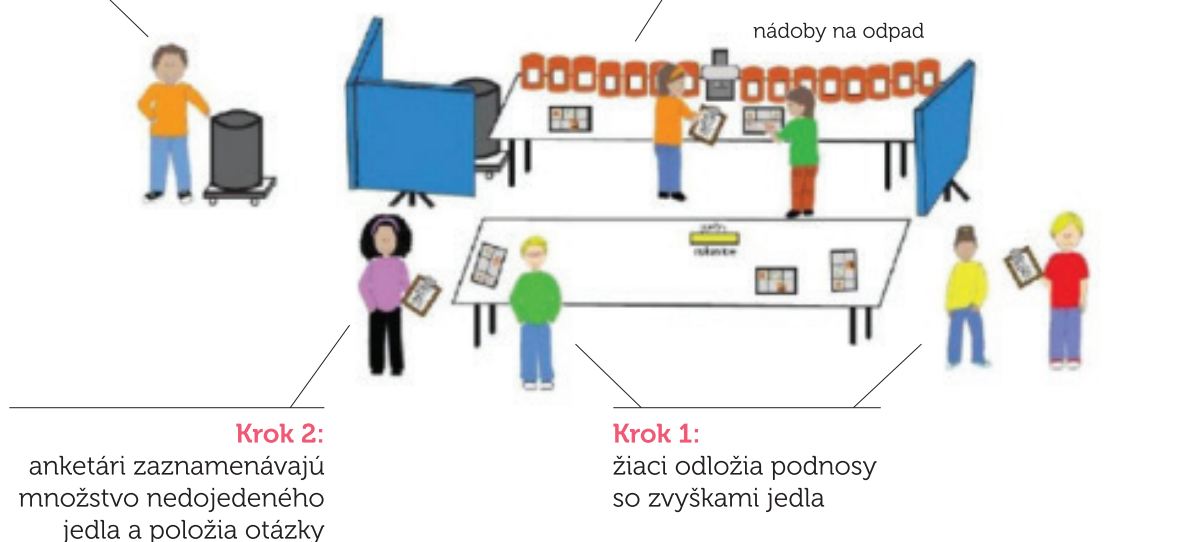 nádoby na odpad
Krok 2:
anketári zaznamenávajú
množstvo nedojedeného
jedla a položia otázky
Krok 1:
žiaci odložia podnosy
so zvyškami jedla